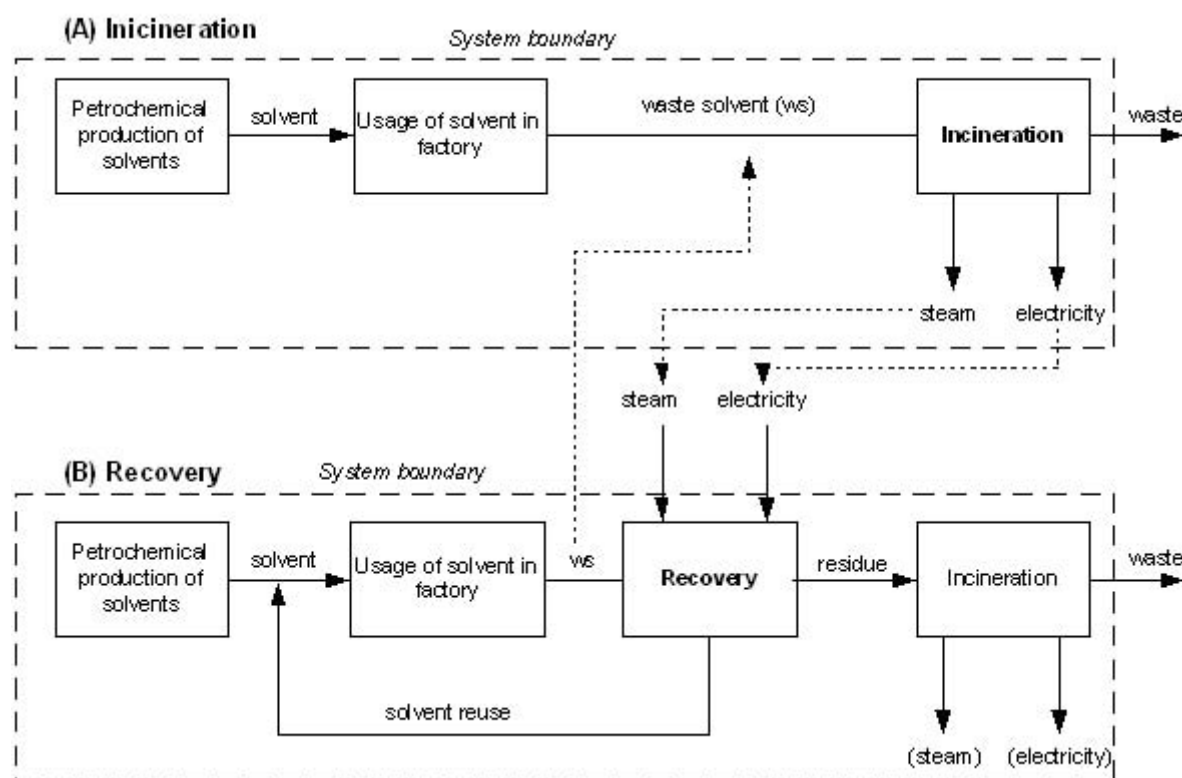 (A) Inicineration
System boundary
Petrochemical
production of
solvents
solvent
Usage of solvent in
factory
waste solvent (ws)
Incineration
waste
steam
electricity
steam
electricity
(B) Recovery
System boundary
Petrochemical
production of
solvents
solvent
Usage of solvent in
factory
ws
Recovery
residue
Incineration
waste
solvent reuse
(steam)
(electricity)